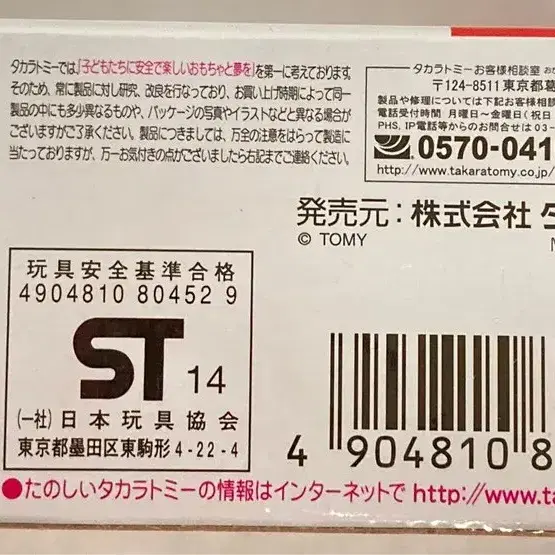 タカラトミーでは、「子どもたちに安全で楽しいおもちゃと夢を」を第一に考えております。
そのため、常に製品に対し研究、改良を行なっており、お買い上げ時期によって同一
製品の中にも多少異なるものや、パッケージの写真やイラストなどと異なる場合が
ございますがご了承ください。製品につきましては、万全の注意をはらって製造に
当たっておりますが、万一お気付きの点がございましたら右記までご連絡ください。
タカラトミーお客様相談室
〒124-8511 東京都葛
製品や修理については下記お客様相
電話受付時間 月曜日～金曜日(祝日
PHS、IP電話等からのお問合せは03-
0570-041
http://www.takaratomy.co.jp/
発売元：株式会社 タ
© TOMY
玩具安全基準合格
4904810 80452 9
ST 14
(一社)日本玩具協会
東京都墨田区東駒形4-22-4
4 904810 8
●たのしいタカラトミーの情報はインターネットで http://www.ta